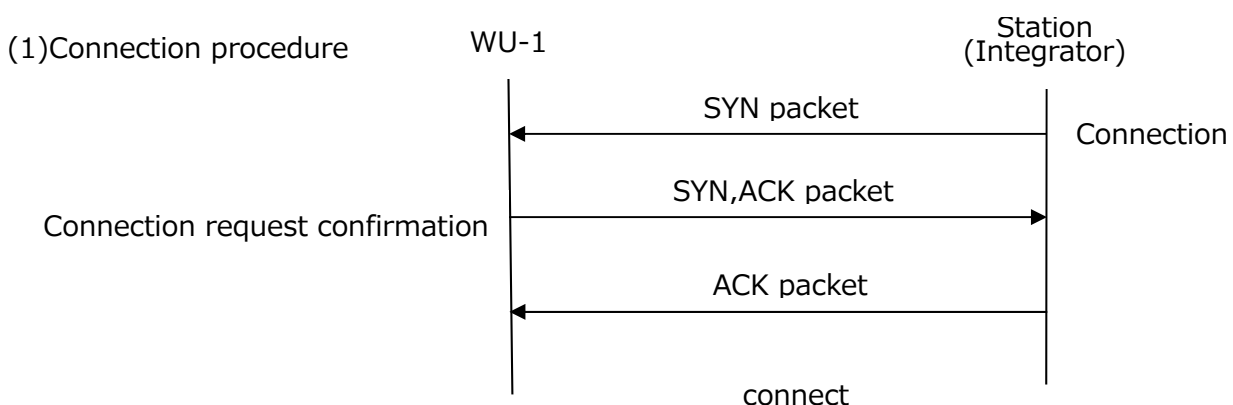 (1)Connection procedure
WU-1
Station
(Integrator)
SYN packet
Connection
SYN,ACK packet
Connection request confirmation
ACK packet
connect